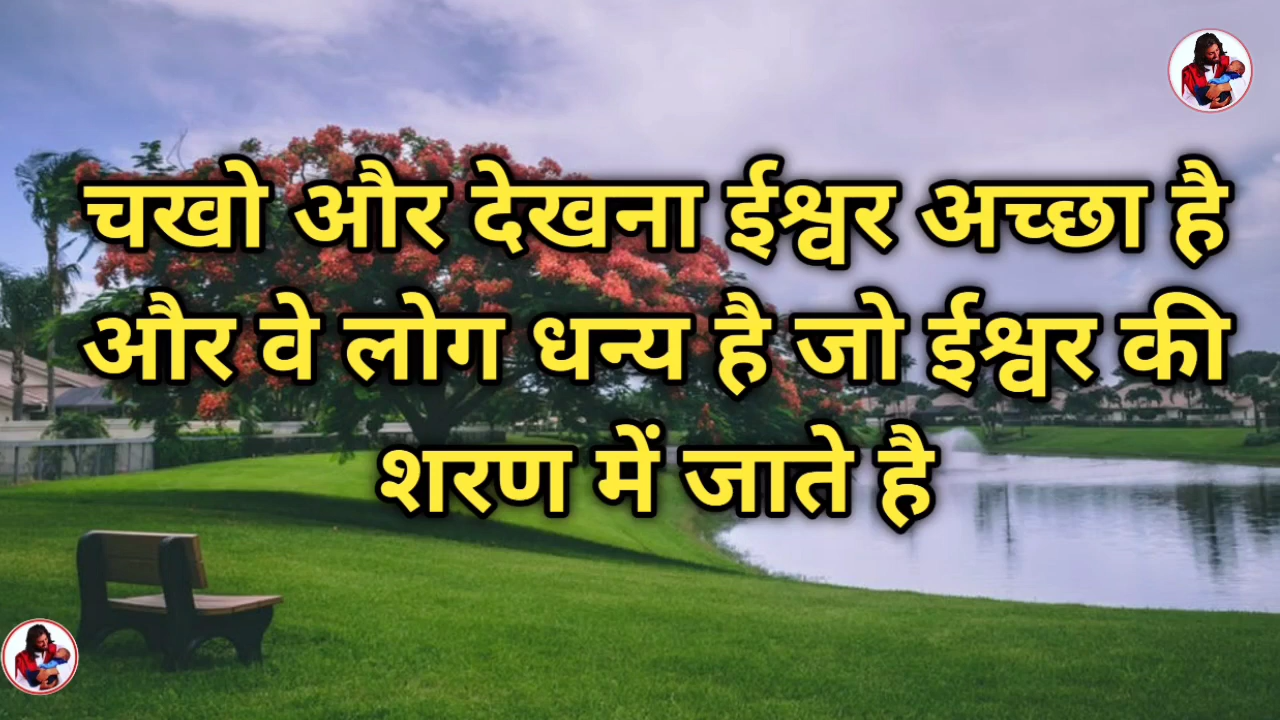 चखो और देखना ईश्वर अच्छा है
और वे लोग धन्य है जो ईश्वर की
शरण में जाते है